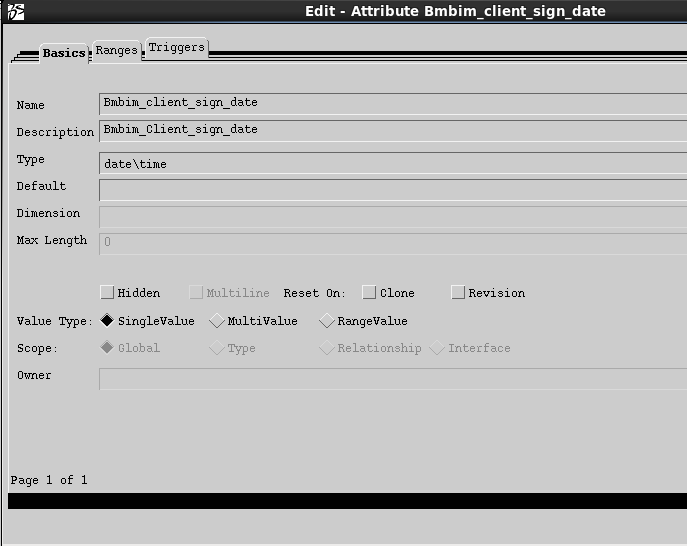 Edit - Attribute Bmbim_client_sign_date
Basics Ranges Triggers
Name Bmbim_client_sign_date
Description Bmbim_Client_sign_date
Type date\time
Default
Dimension
Max Length 0
Hidden Multiline Reset On: Clone Revision
Value Type: SingleValue MultiValue RangeValue
Scope: Global Type Relationship Interface
Owner
Page 1 of 1